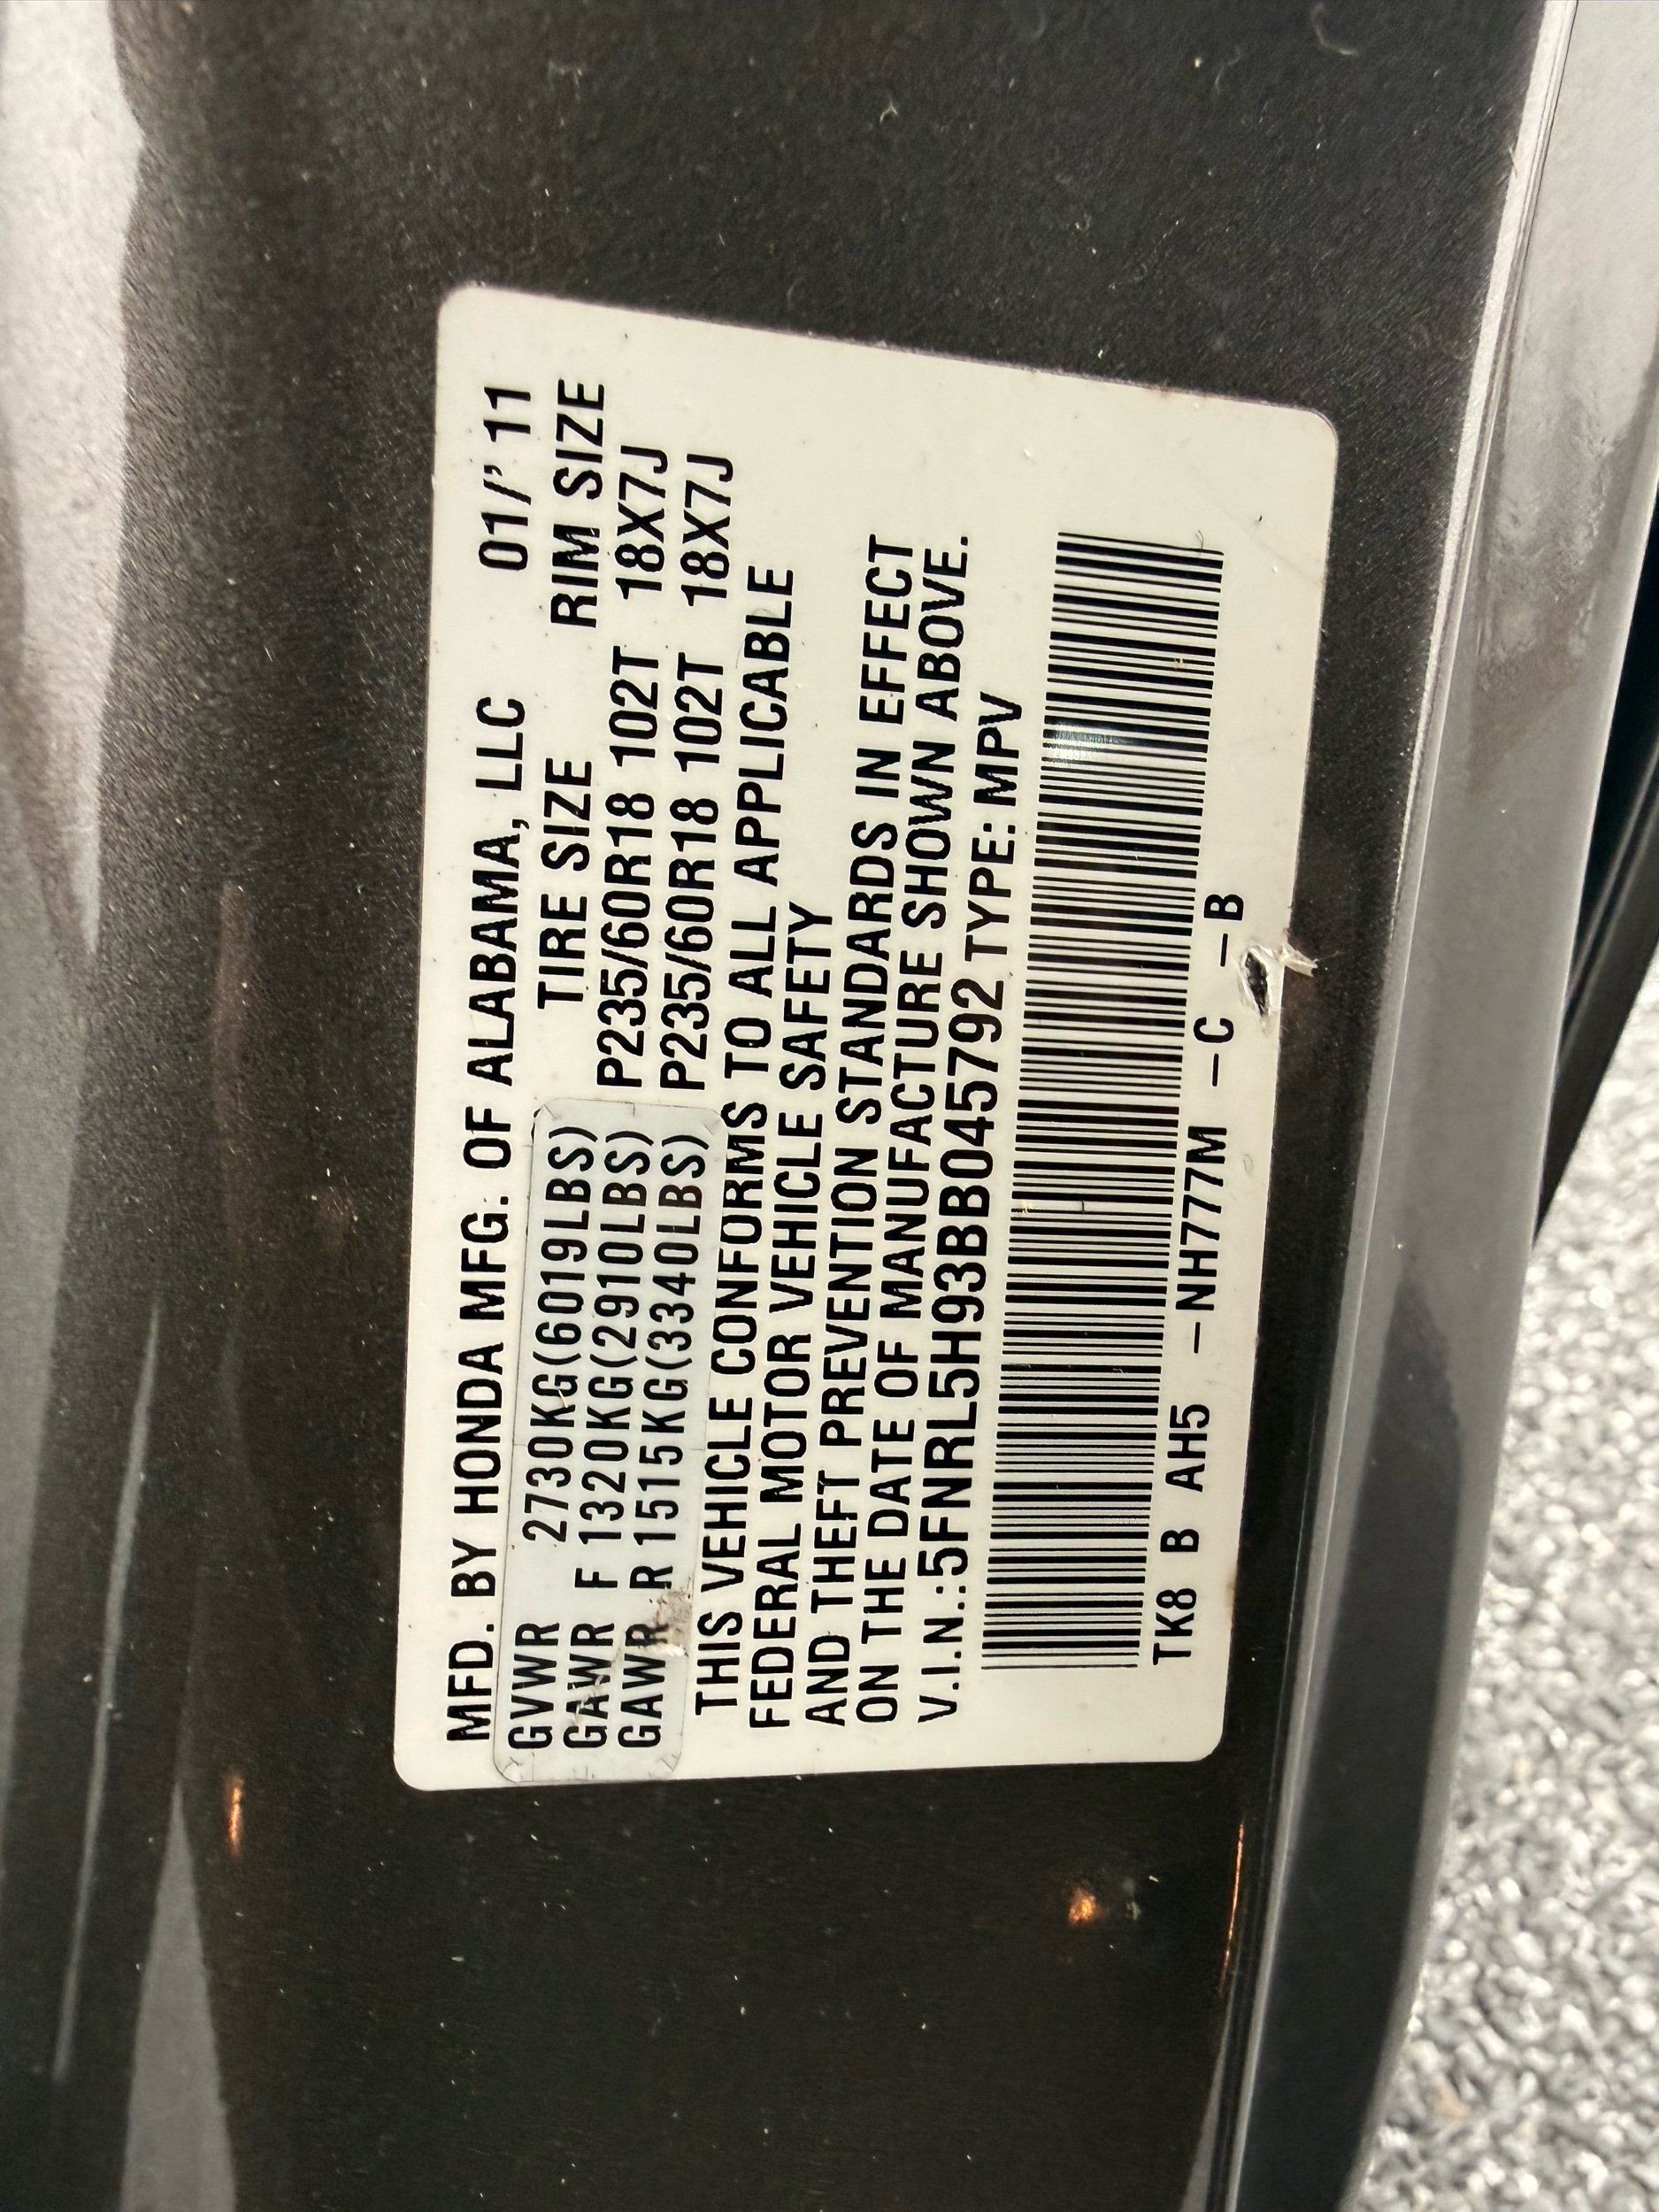 MFD. BY HONDA MFG. OF ALABAMA, LLC 01/' 11
TIRE SIZE RIM SIZE
GVWR 2730KG(6019LBS)
GAWR F 1320KG(2910LBS) P235/60R18 102T 18X7J
GAWR R 1515KG(3340LBS) P235/60R18 102T 18X7J
THIS VEHICLE CONFORMS TO ALL APPLICABLE
FEDERAL MOTOR VEHICLE SAFETY
AND THEFT PREVENTION STANDARDS IN EFFECT
ON THE DATE OF MANUFACTURE SHOWN ABOVE.
V.I.N.:5FNRL5H93BB045792 TYPE: MPV
TK8 B AH5 –NH777M –C –B